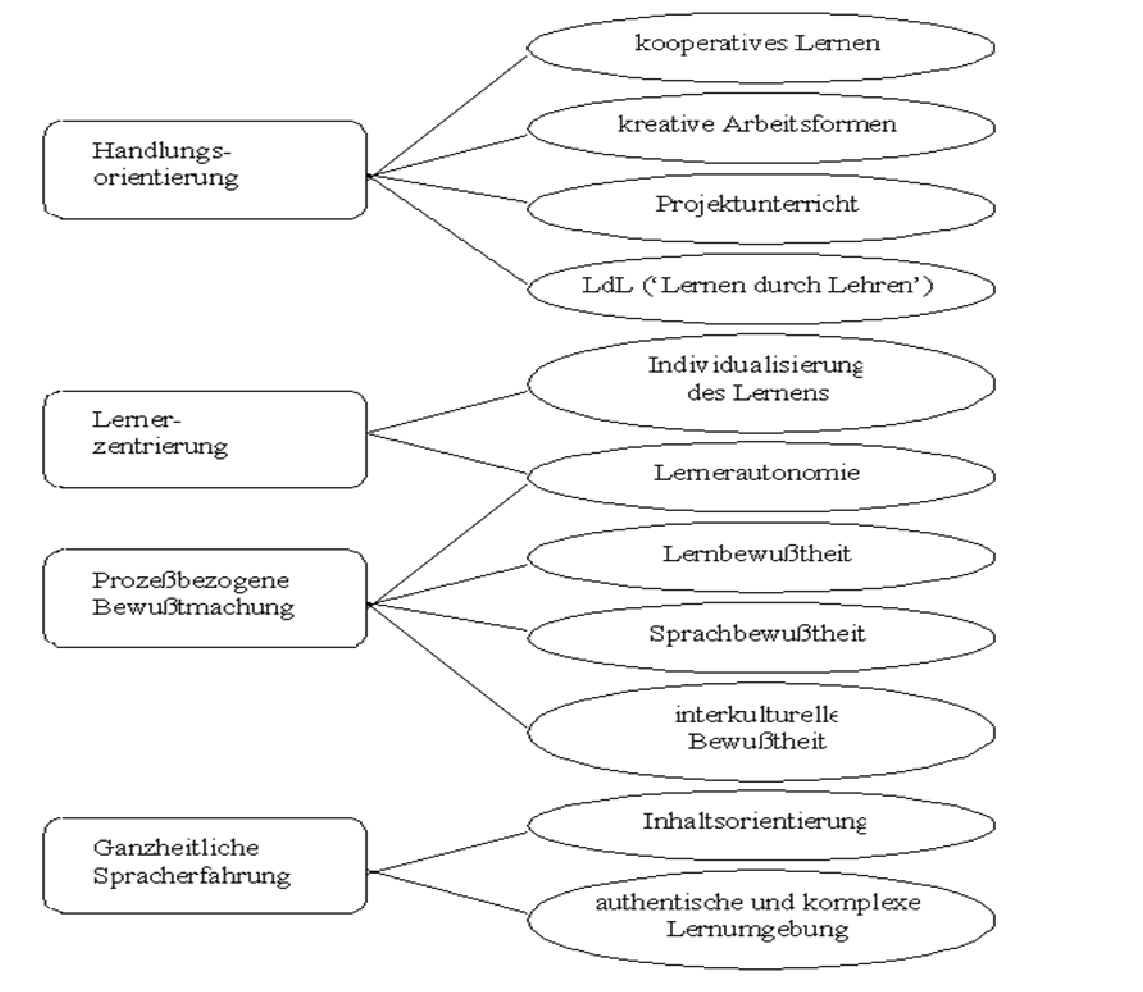 kooperatives Lernen
kreative Arbeitsformen
Handlungs-
orientierung
Projektunterricht
LdL (‘Lernen durch Lehren’)
Individualisierung
des Lernens
Lerner-
zentrierung
Lernerautonomie
Lernbewußtheit
Prozeßbezogene
Bewußtmachung
Sprachbewußtheit
interkulturelle
Bewußtheit
Inhaltsorientierung
Ganzheitliche
Spracherfahrung
authentische und komplexe
Lernumgebung